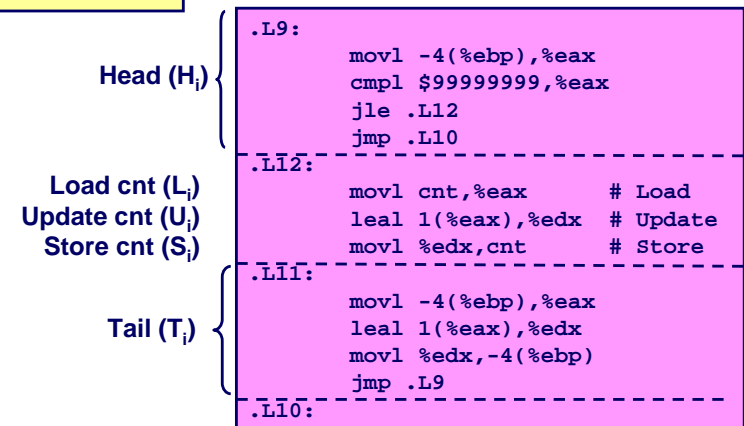 .L9:
movl -4(%ebp),%eax
Head (Hi)
cmpl $99999999,%eax
jle .L12
jmp .L10
.L12:
Load cnt (Li)
movl cnt,%eax # Load
Update cnt (Ui)
leal 1(%eax),%edx # Update
Store cnt (Si)
movl %edx,cnt # Store
.L11:
movl -4(%ebp),%eax
Tail (Ti)
leal 1(%eax),%edx
movl %edx,-4(%ebp)
jmp .L9
.L10: